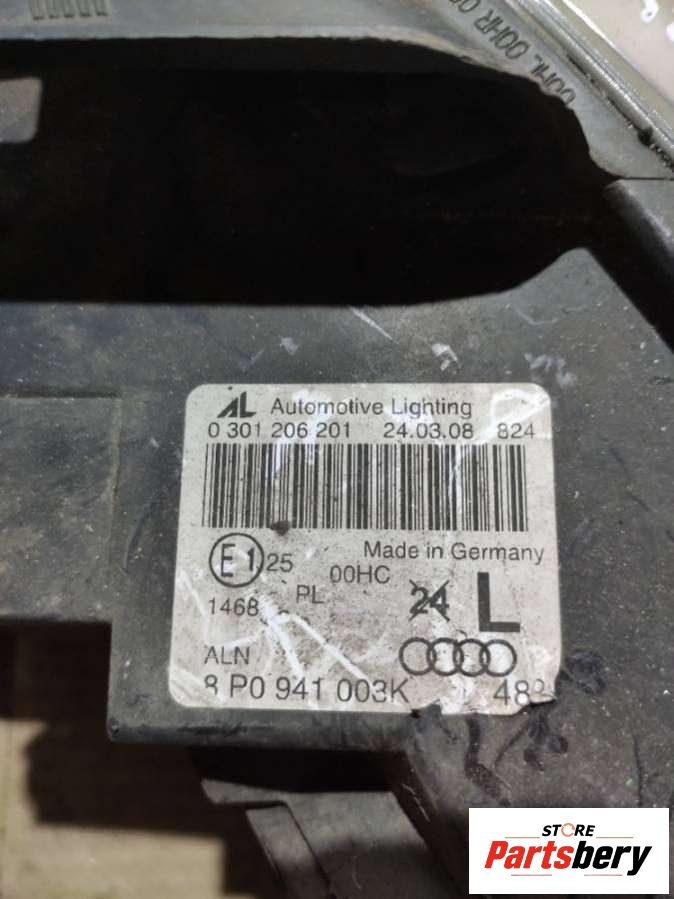 00HR
AL Automotive Lighting
0 301 206 201 24.03.08 824
Made in Germany
E1 25 00HC
1468 PL 24 L
ALN
8 P0 941 003K
STORE
Partsbery